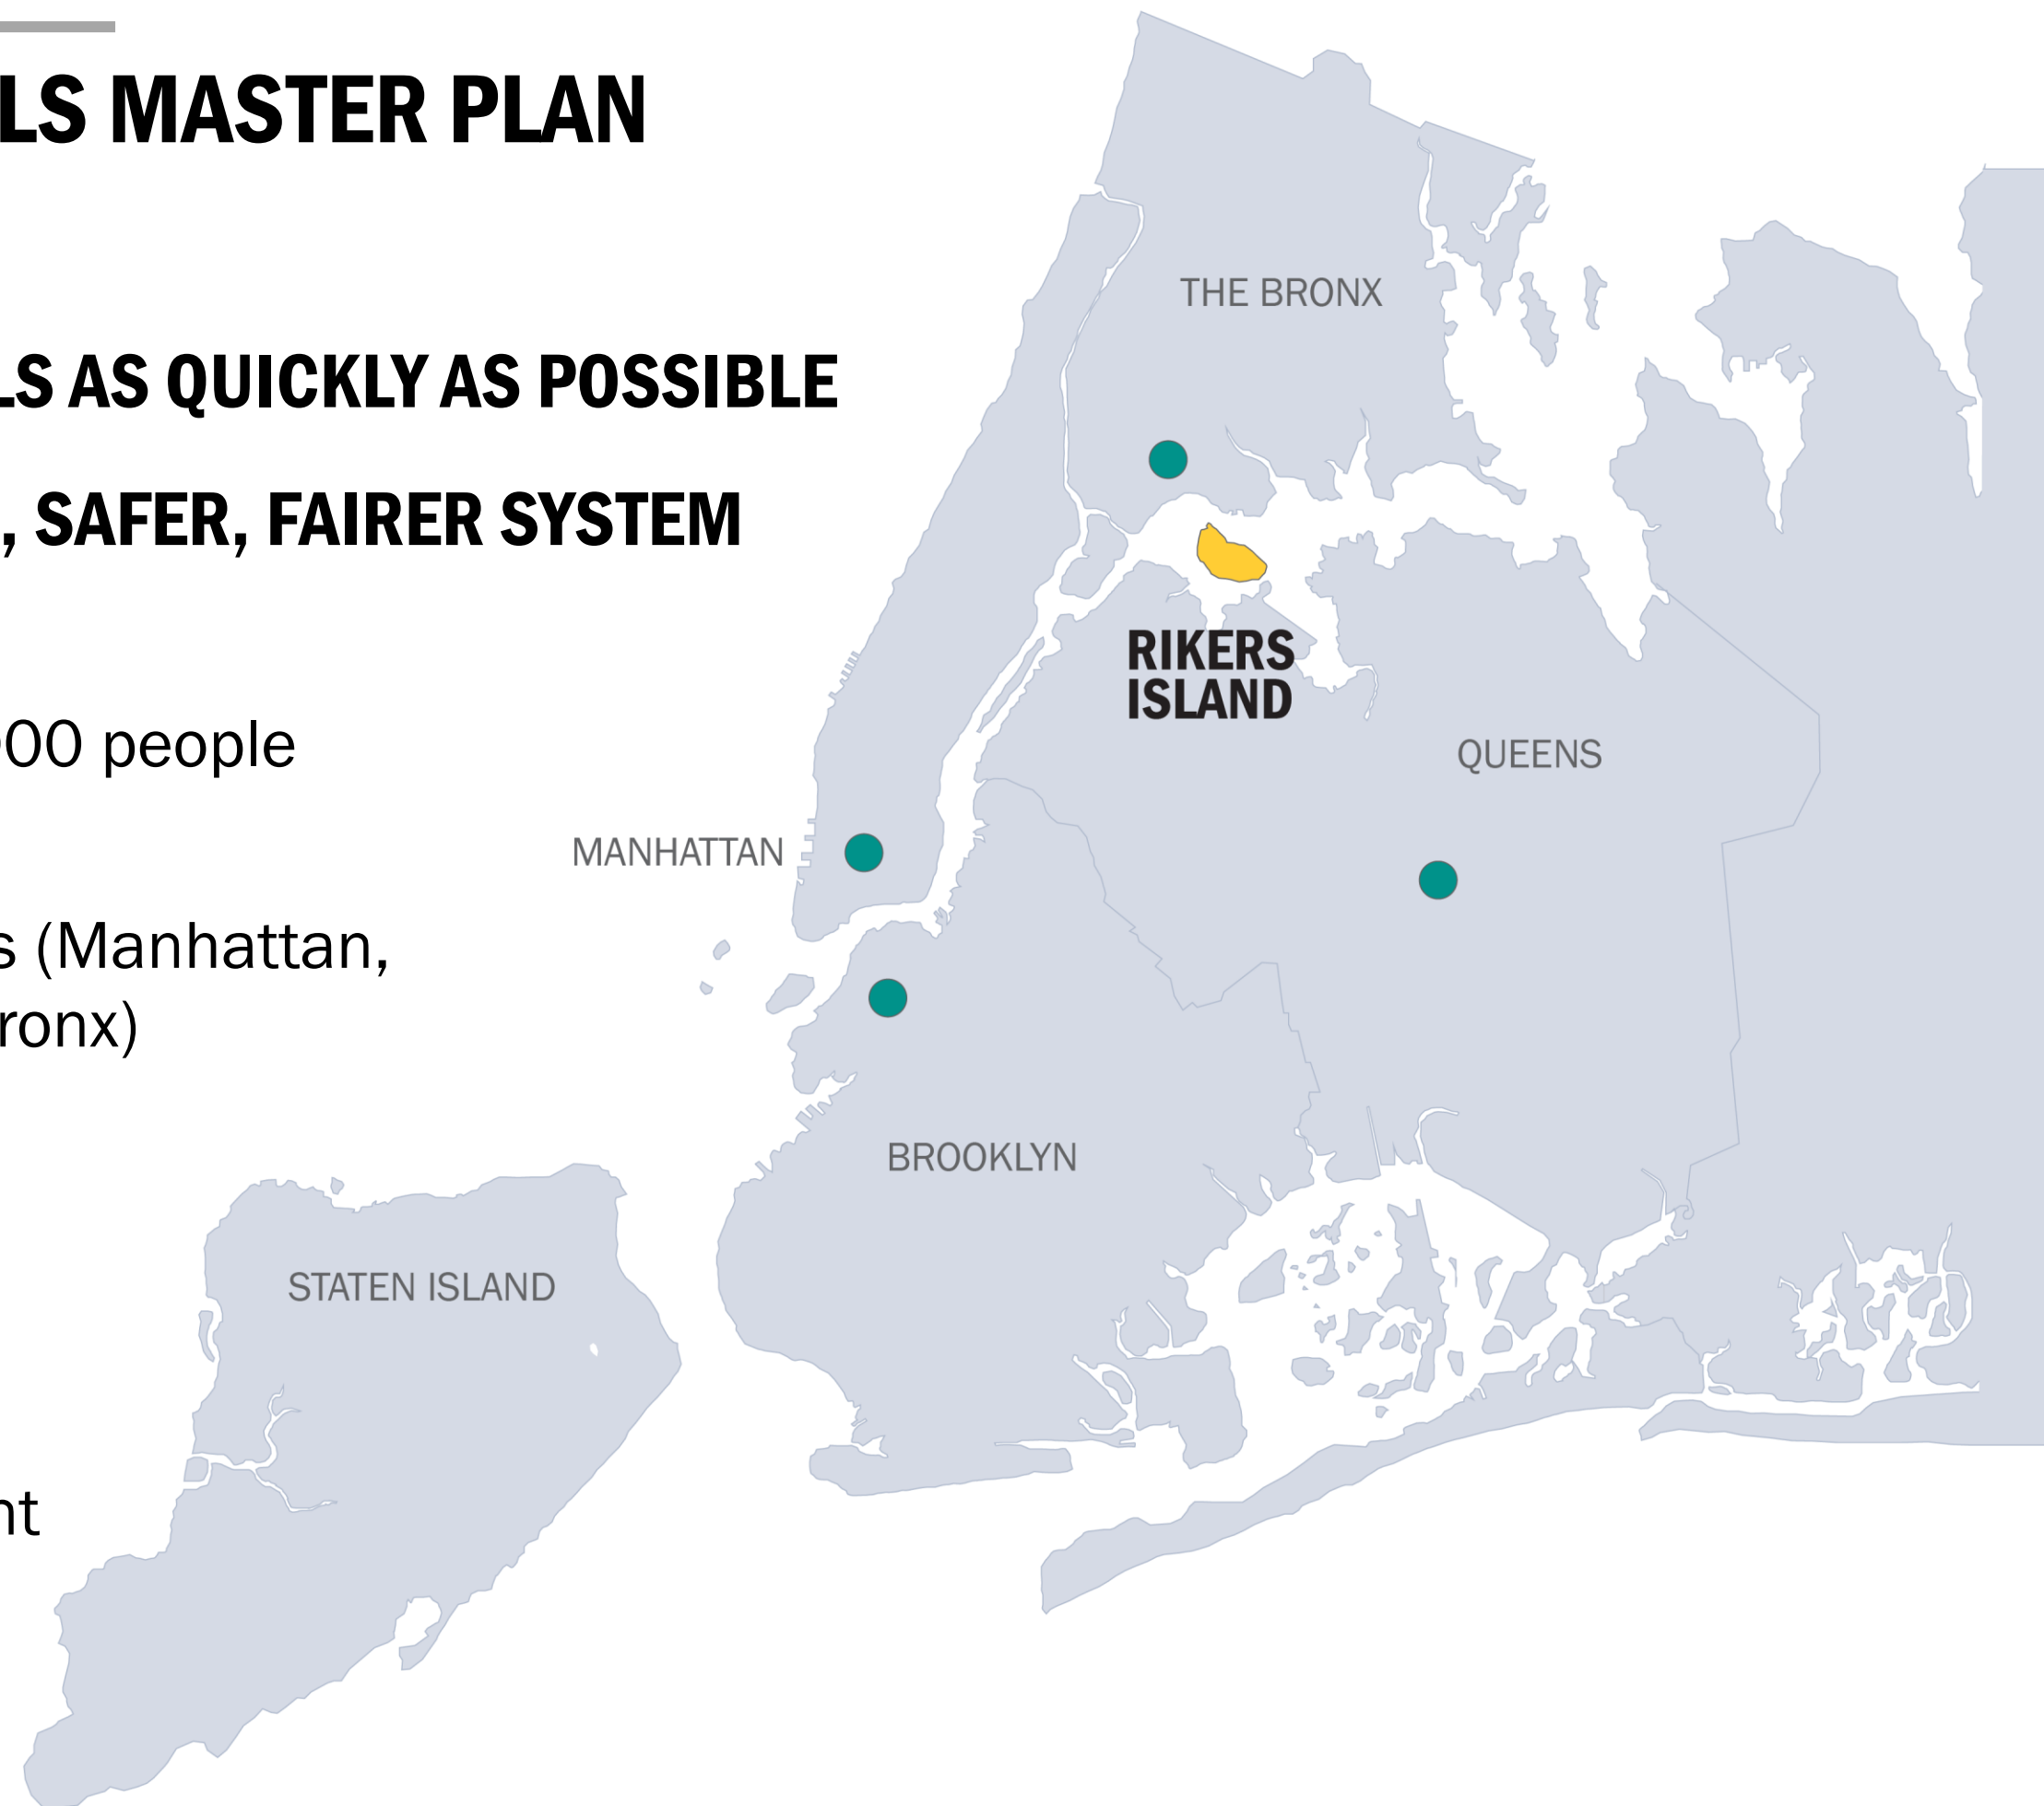 LS MASTER PLAN
LS AS QUICKLY AS POSSIBLE
, SAFER, FAIRER SYSTEM
00 people
s (Manhattan,
ronx)
nt
THE BRONX
RIKERS
ISLAND
QUEENS
MANHATTAN
BROOKLYN
STATEN ISLAND